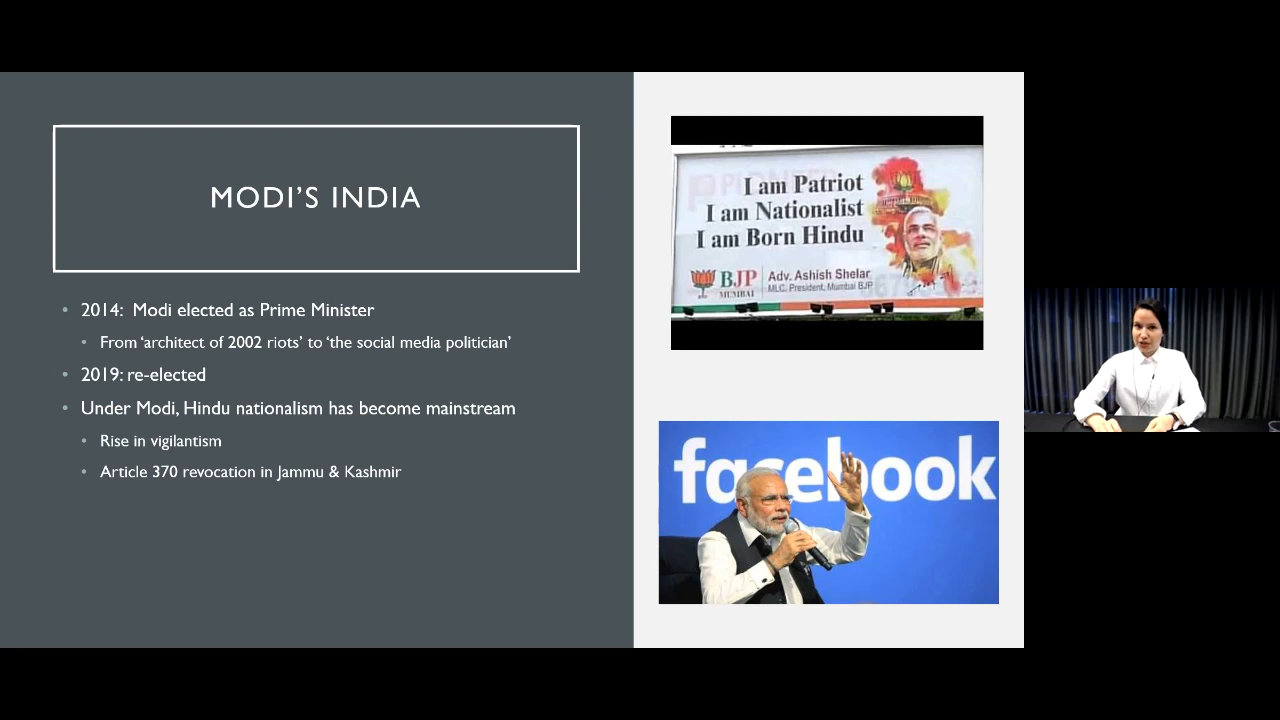 MODI'S INDIA
• 2014: Modi elected as Prime Minister
• From 'architect of 2002 riots' to 'the social media politician'
• 2019: re-elected
• Under Modi, Hindu nationalism has become mainstream
• Rise in vigilantism
• Article 370 revocation in Jammu & Kashmir
I am Patriot
I am Nationalist
I am Born Hindu
BJP
MUMBAI
Adv. Ashish Shelar
MLC, President, Mumbai BJP
facebook